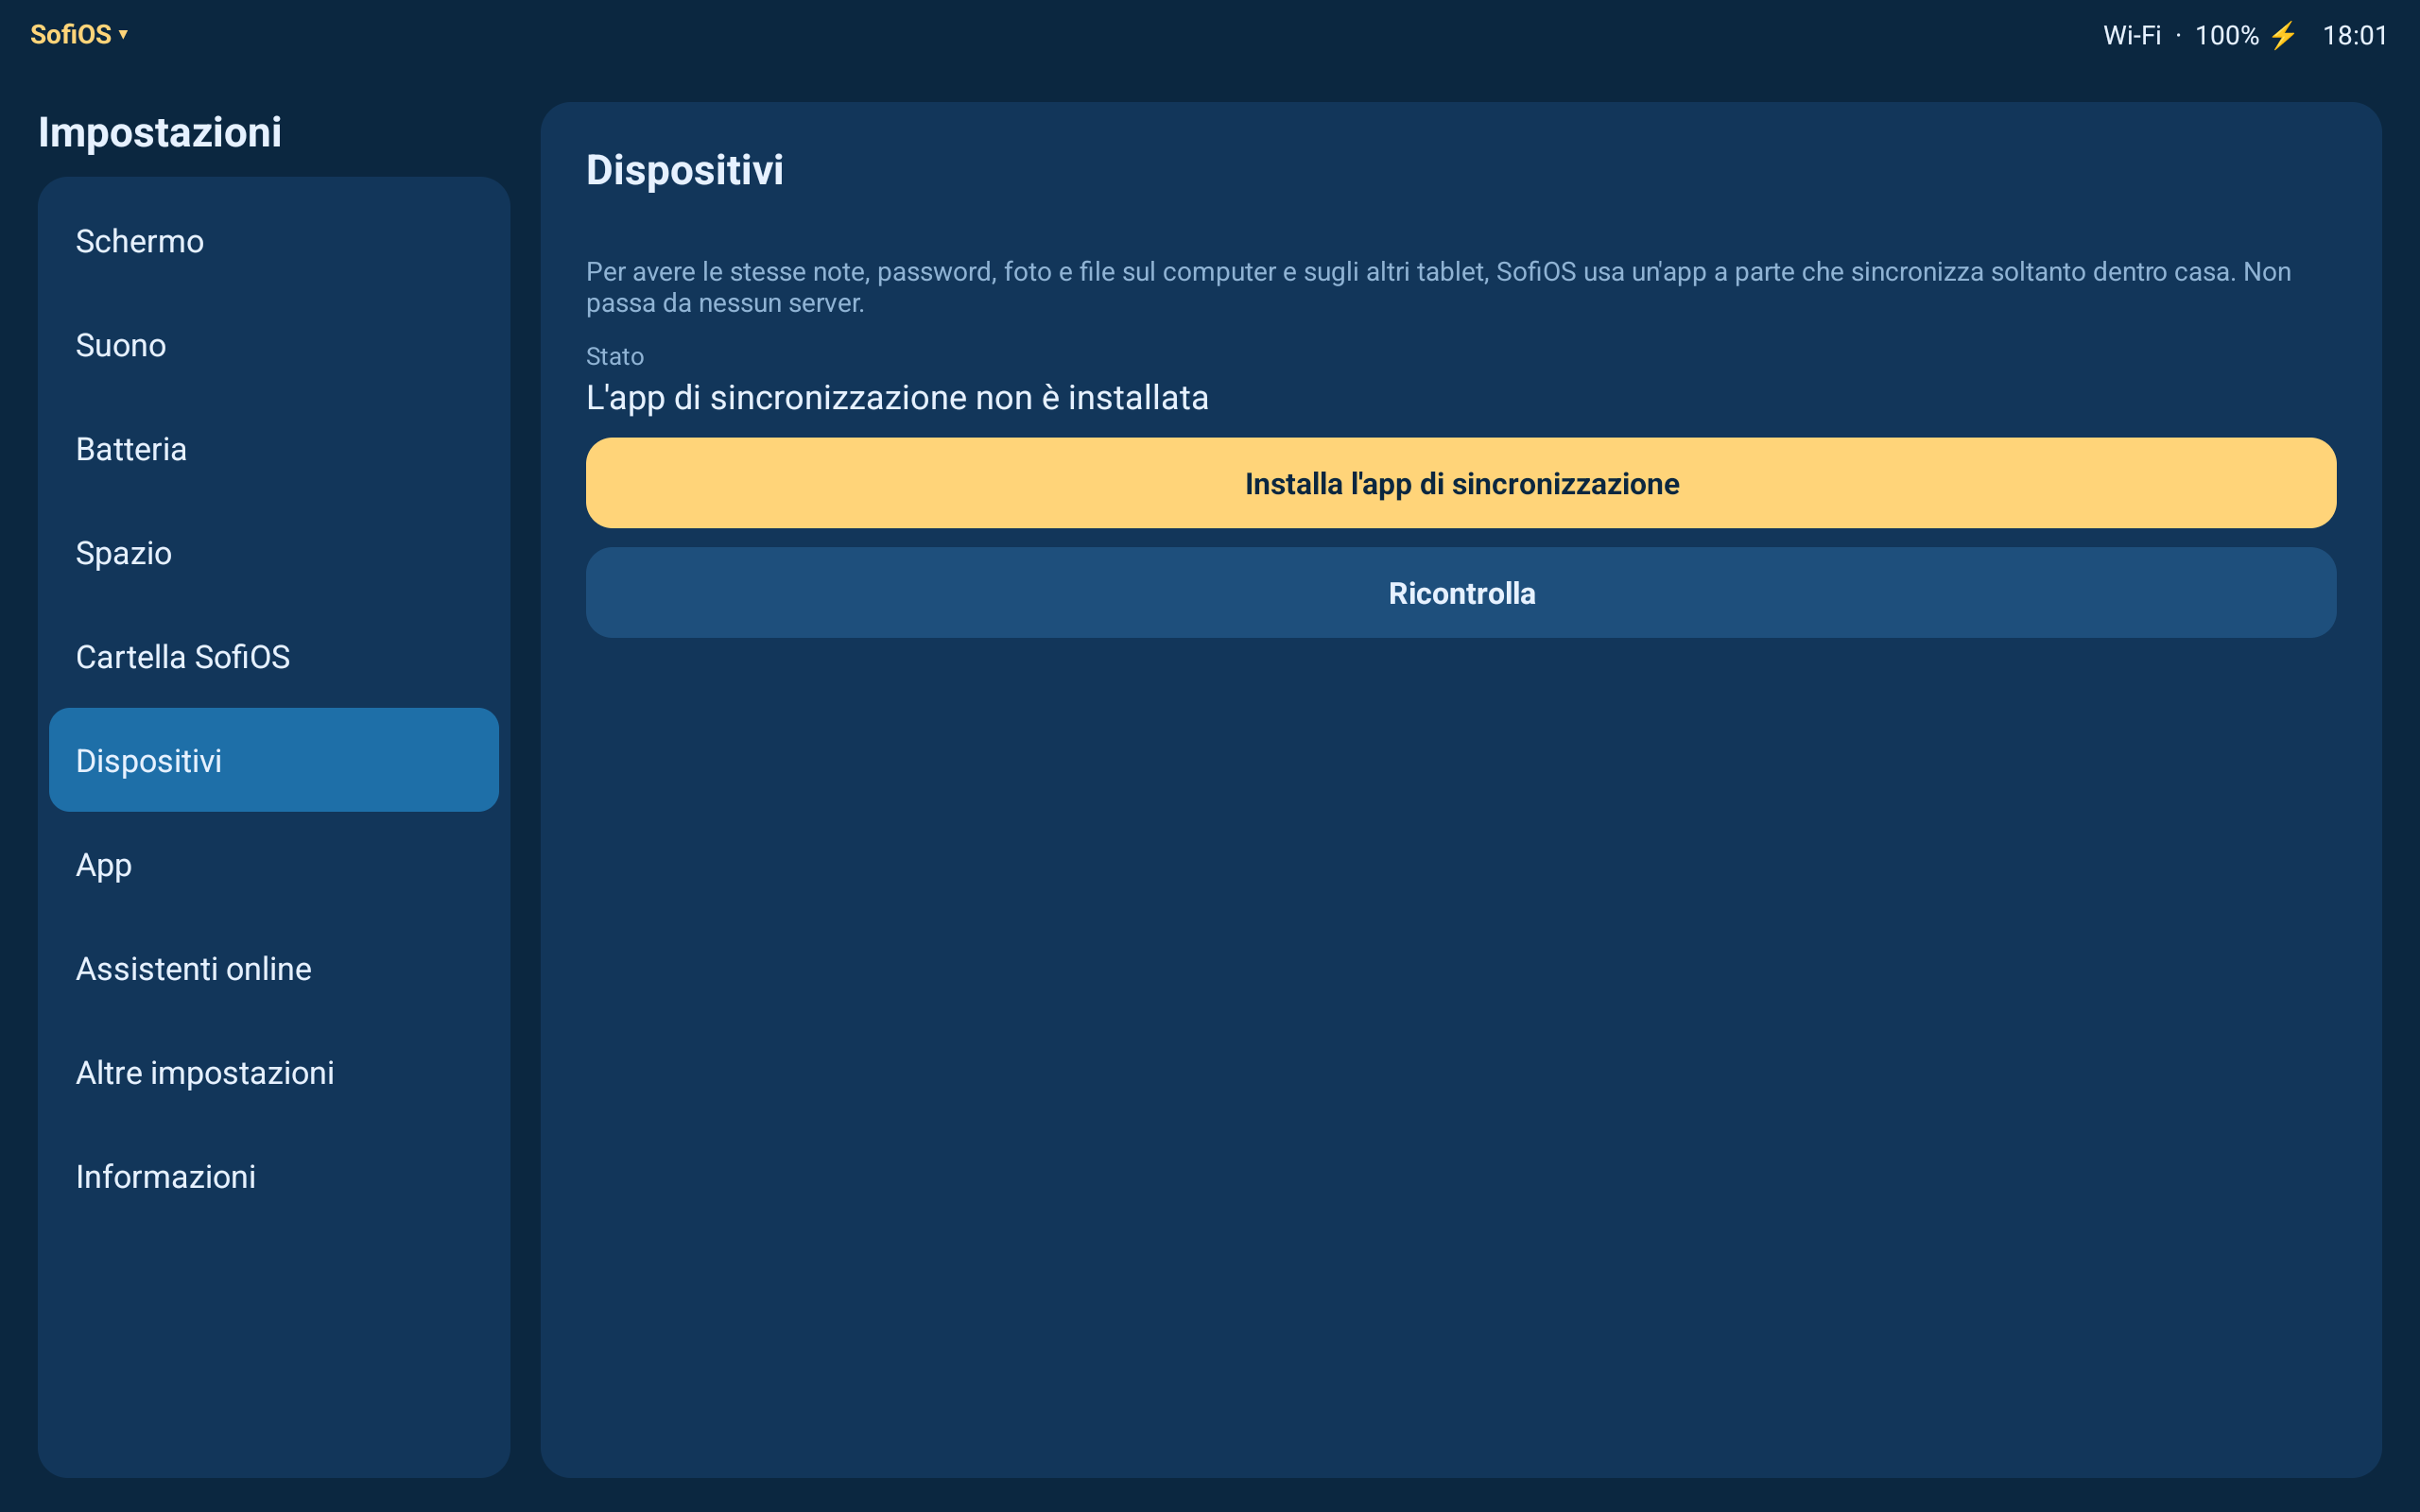 SofiOS ▾
Wi-Fi · 100% ⚡ 18:01
Impostazioni
Schermo
Suono
Batteria
Spazio
Cartella SofiOS
Dispositivi
App
Assistenti online
Altre impostazioni
Informazioni
Dispositivi
Per avere le stesse note, password, foto e file sul computer e sugli altri tablet, SofiOS usa un'app a parte che sincronizza soltanto dentro casa. Non
passa da nessun server.
Stato
L'app di sincronizzazione non è installata
Installa l'app di sincronizzazione
Ricontrolla